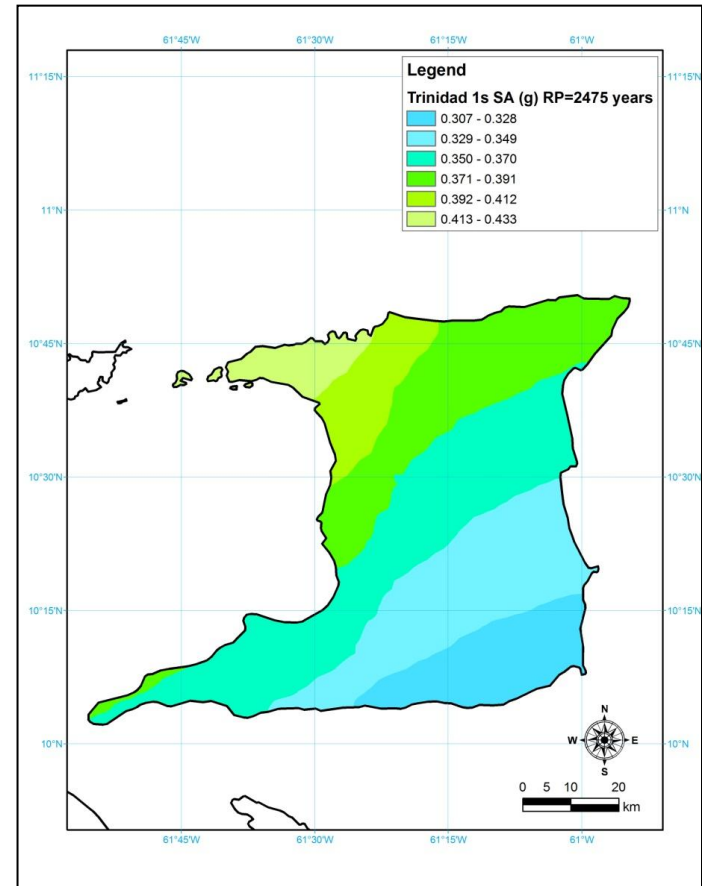 61°45'W 61°30'W 61°15'W 61°W
11°15'N 11°15'N
Legend
Trinidad 1s SA (g) RP=2475 years
0.307 - 0.328
0.329 - 0.349
0.350 - 0.370
0.371 - 0.391
0.392 - 0.412
0.413 - 0.433
11°N 11°N
10°45'N 10°45'N
10°30'N 10°30'N
10°15'N 10°15'N
N
10°N W E 10°N
S
0 5 10 20
km
61°45'W 61°30'W 61°15'W 61°W